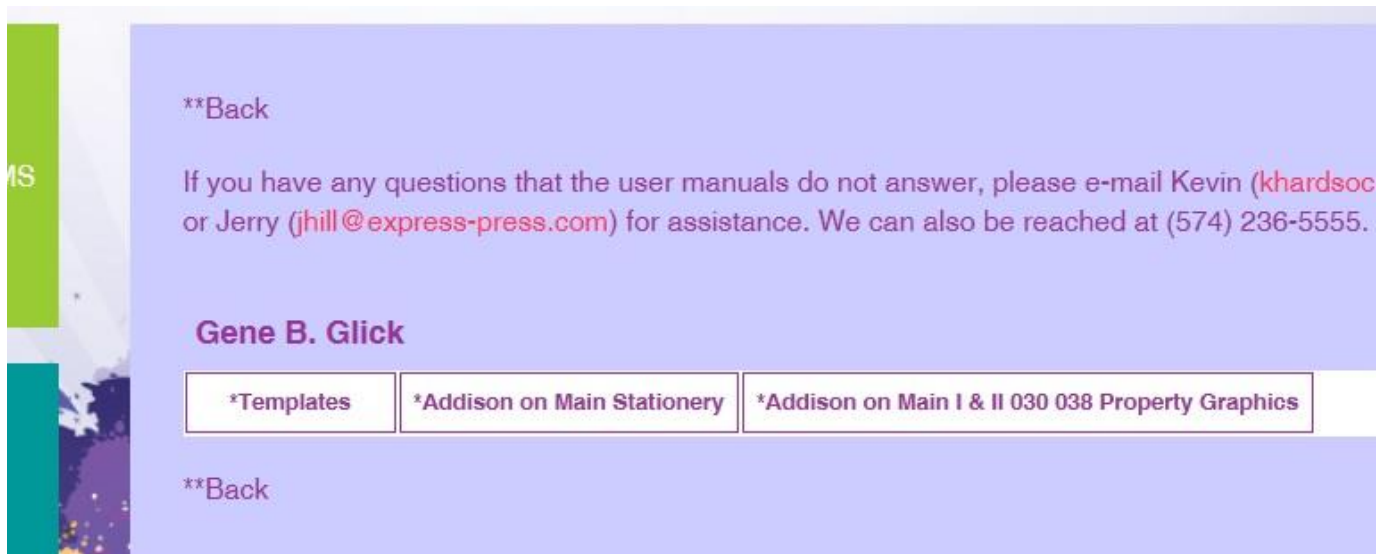 **Back
MS
If you have any questions that the user manuals do not answer, please e-mail Kevin (khardsoc
or Jerry (jhill@express-press.com) for assistance. We can also be reached at (574) 236-5555.
Gene B. Glick
*Templates *Addison on Main Stationery *Addison on Main I & II 030 038 Property Graphics
**Back